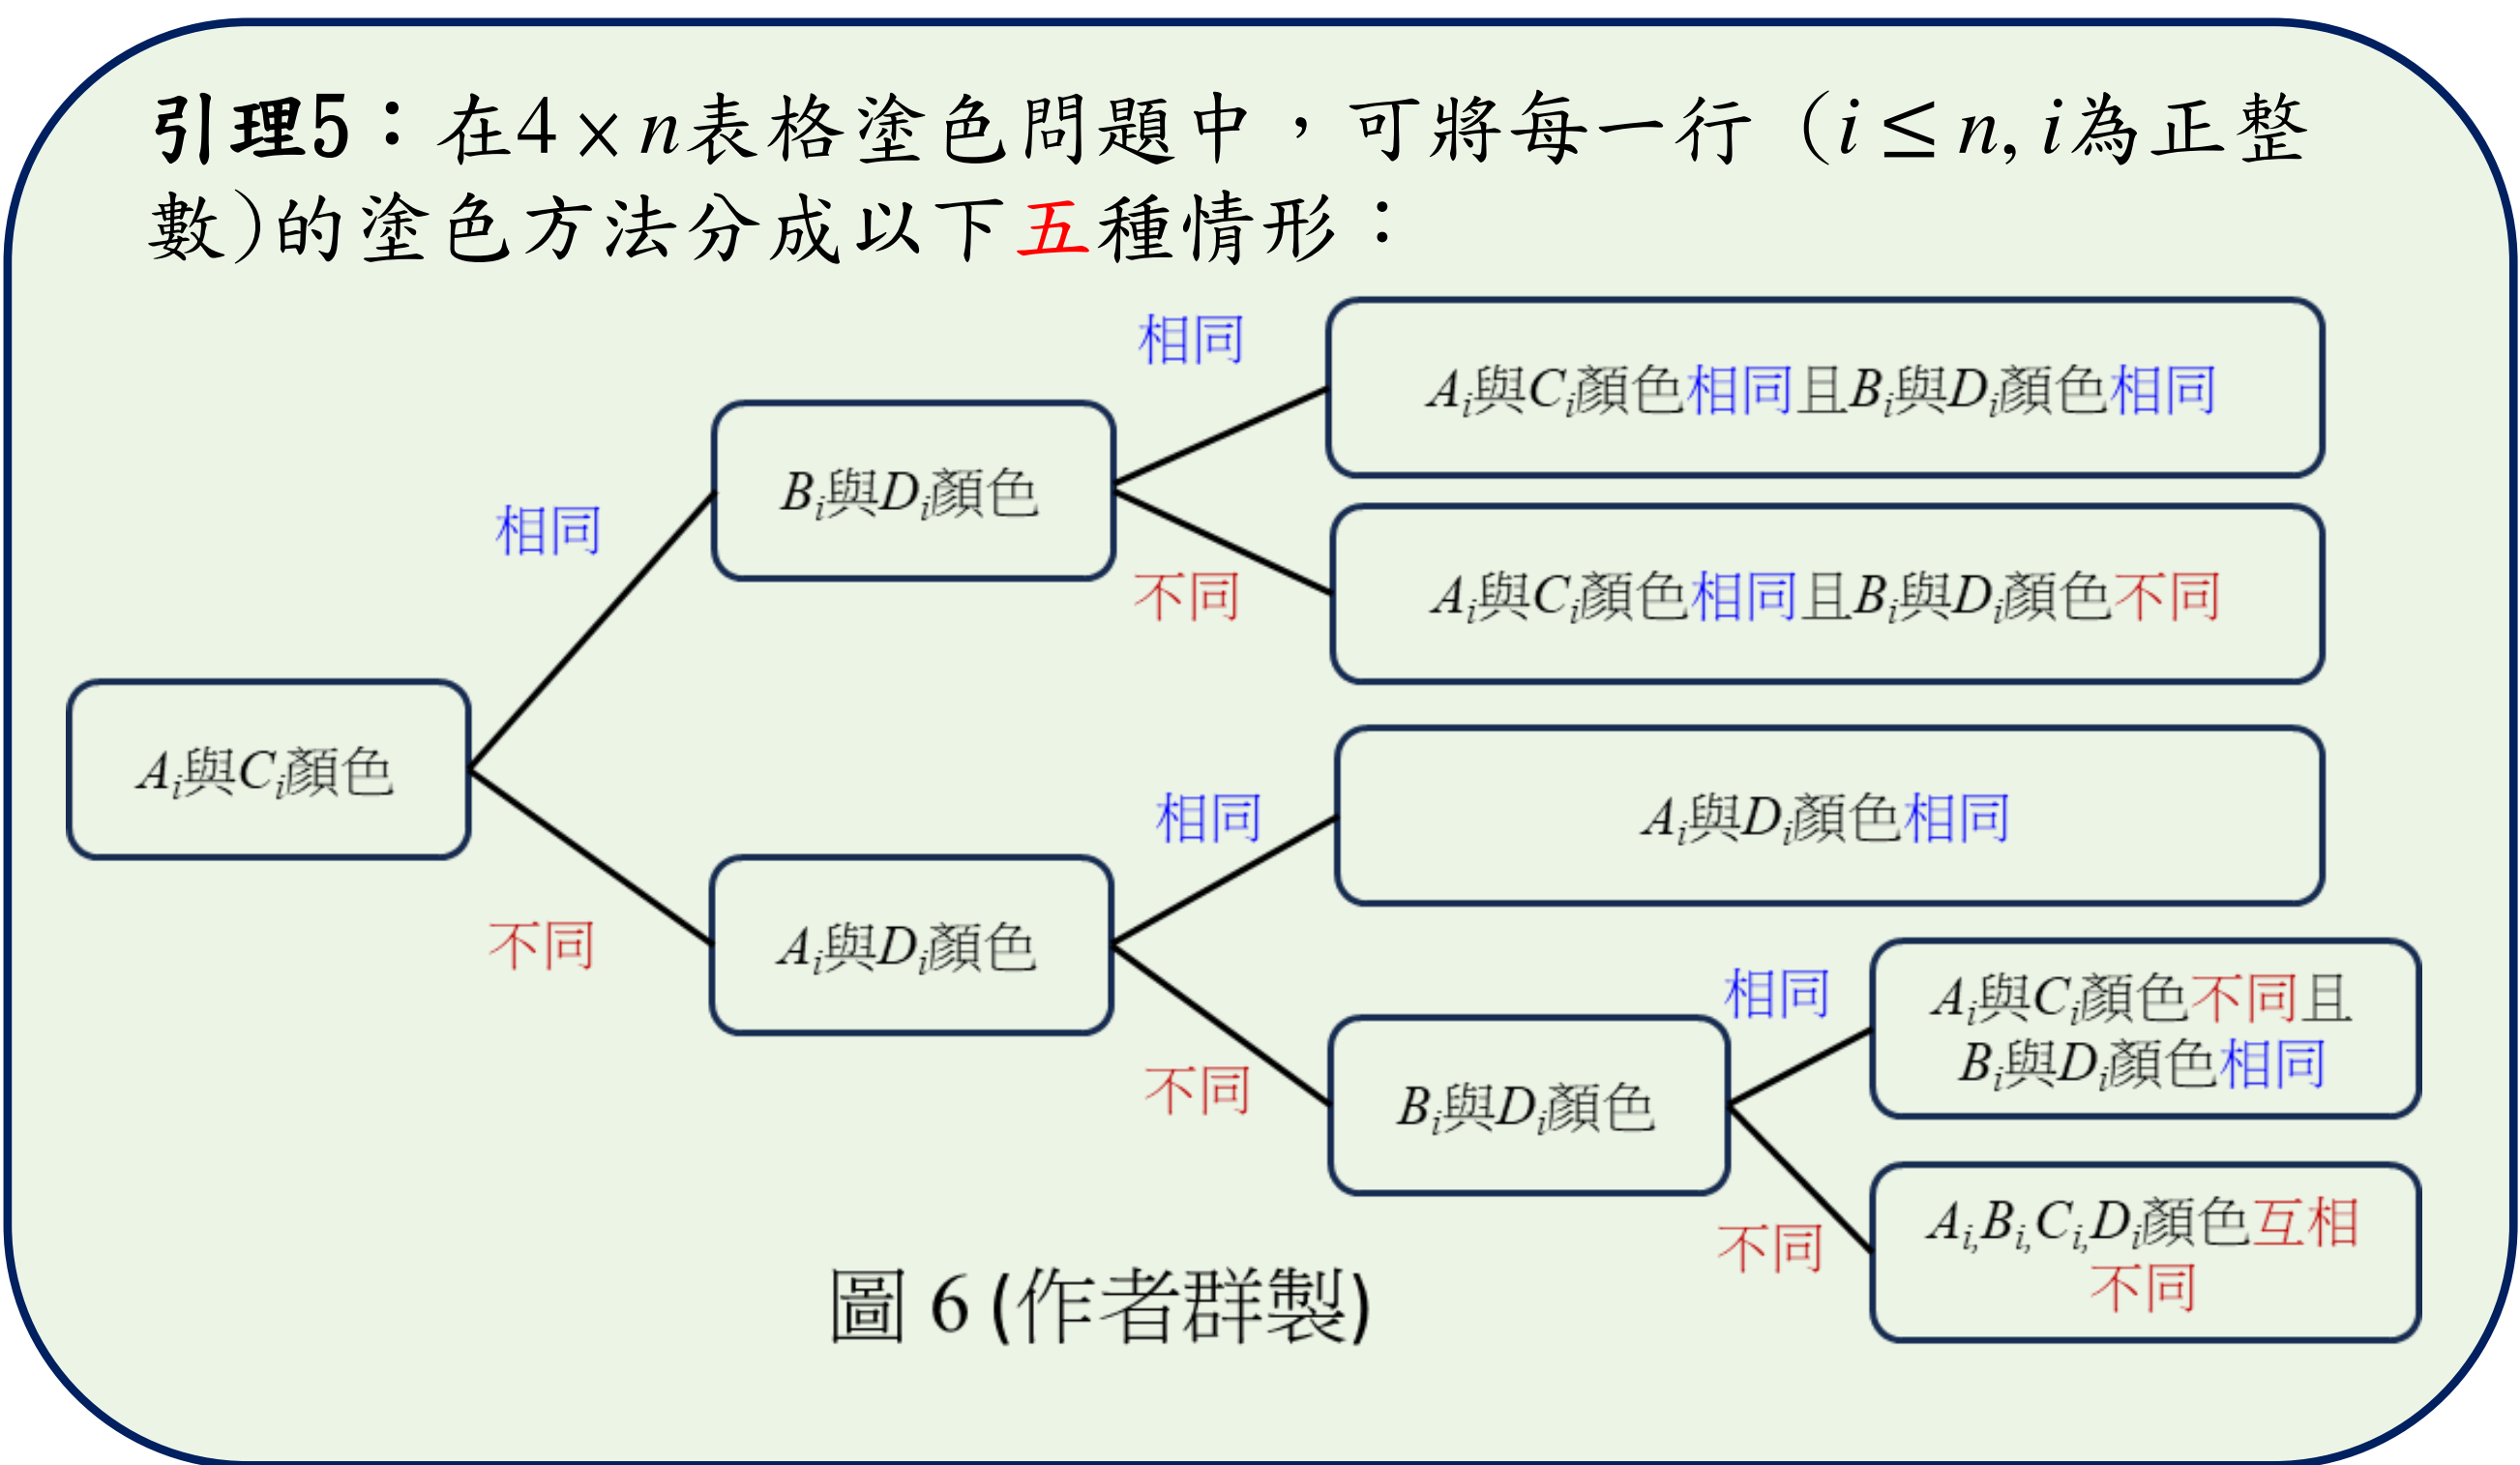 引理5：在4 × n表格塗色問題中，可將每一行（i ≤ n, i為正整
數)的塗色方法分成以下五種情形：
相同
Ai與Ci顏色相同且Bi與Di顏色相同
Bi與Di顏色
相同
不同
Ai與Ci顏色相同且Bi與Di顏色不同
Ai與Ci顏色
相同
Ai與Di顏色相同
不同
Ai與Di顏色
相同
Ai與Ci顏色不同且
Bi與Di顏色相同
不同
Bi與Di顏色
不同
Ai,Bi,Ci,Di顏色互相
不同
圖 6 (作者群製)